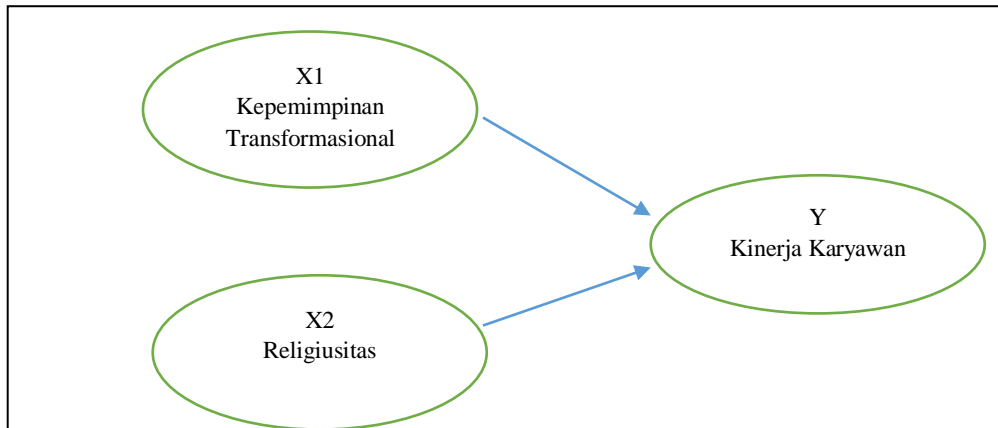 X1
Kepemimpinan
Transformasional
Y
Kinerja Karyawan
X2
Religiusitas